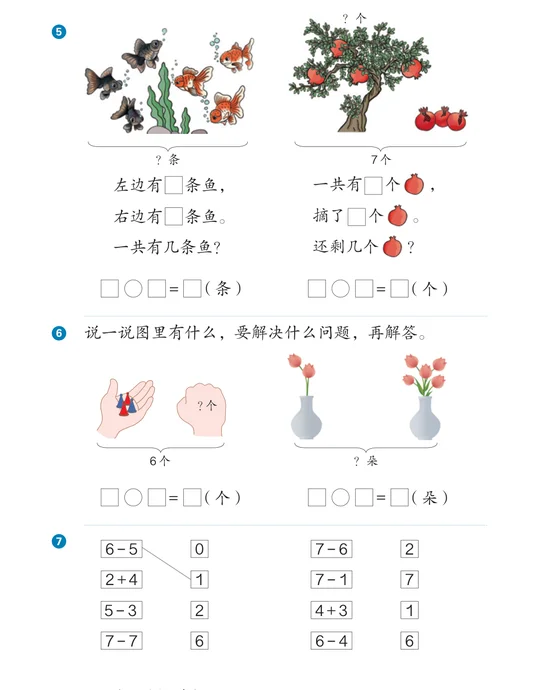 5
? 个
? 条
7个
左边有□条鱼，
右边有□条鱼。
一共有几条鱼？
□○□=□(条)
一共有□个，
摘了□个。
还剩几个？
□○□=□(个)
6 说一说图里有什么，要解决什么问题，再解答。
?个
6个
? 朵
□○□=□(个)
□○□=□(朵)
7
6－5 0 7－6 2
2＋4 1 7－1 7
5－3 2 4＋3 1
7－7 6 6－4 6